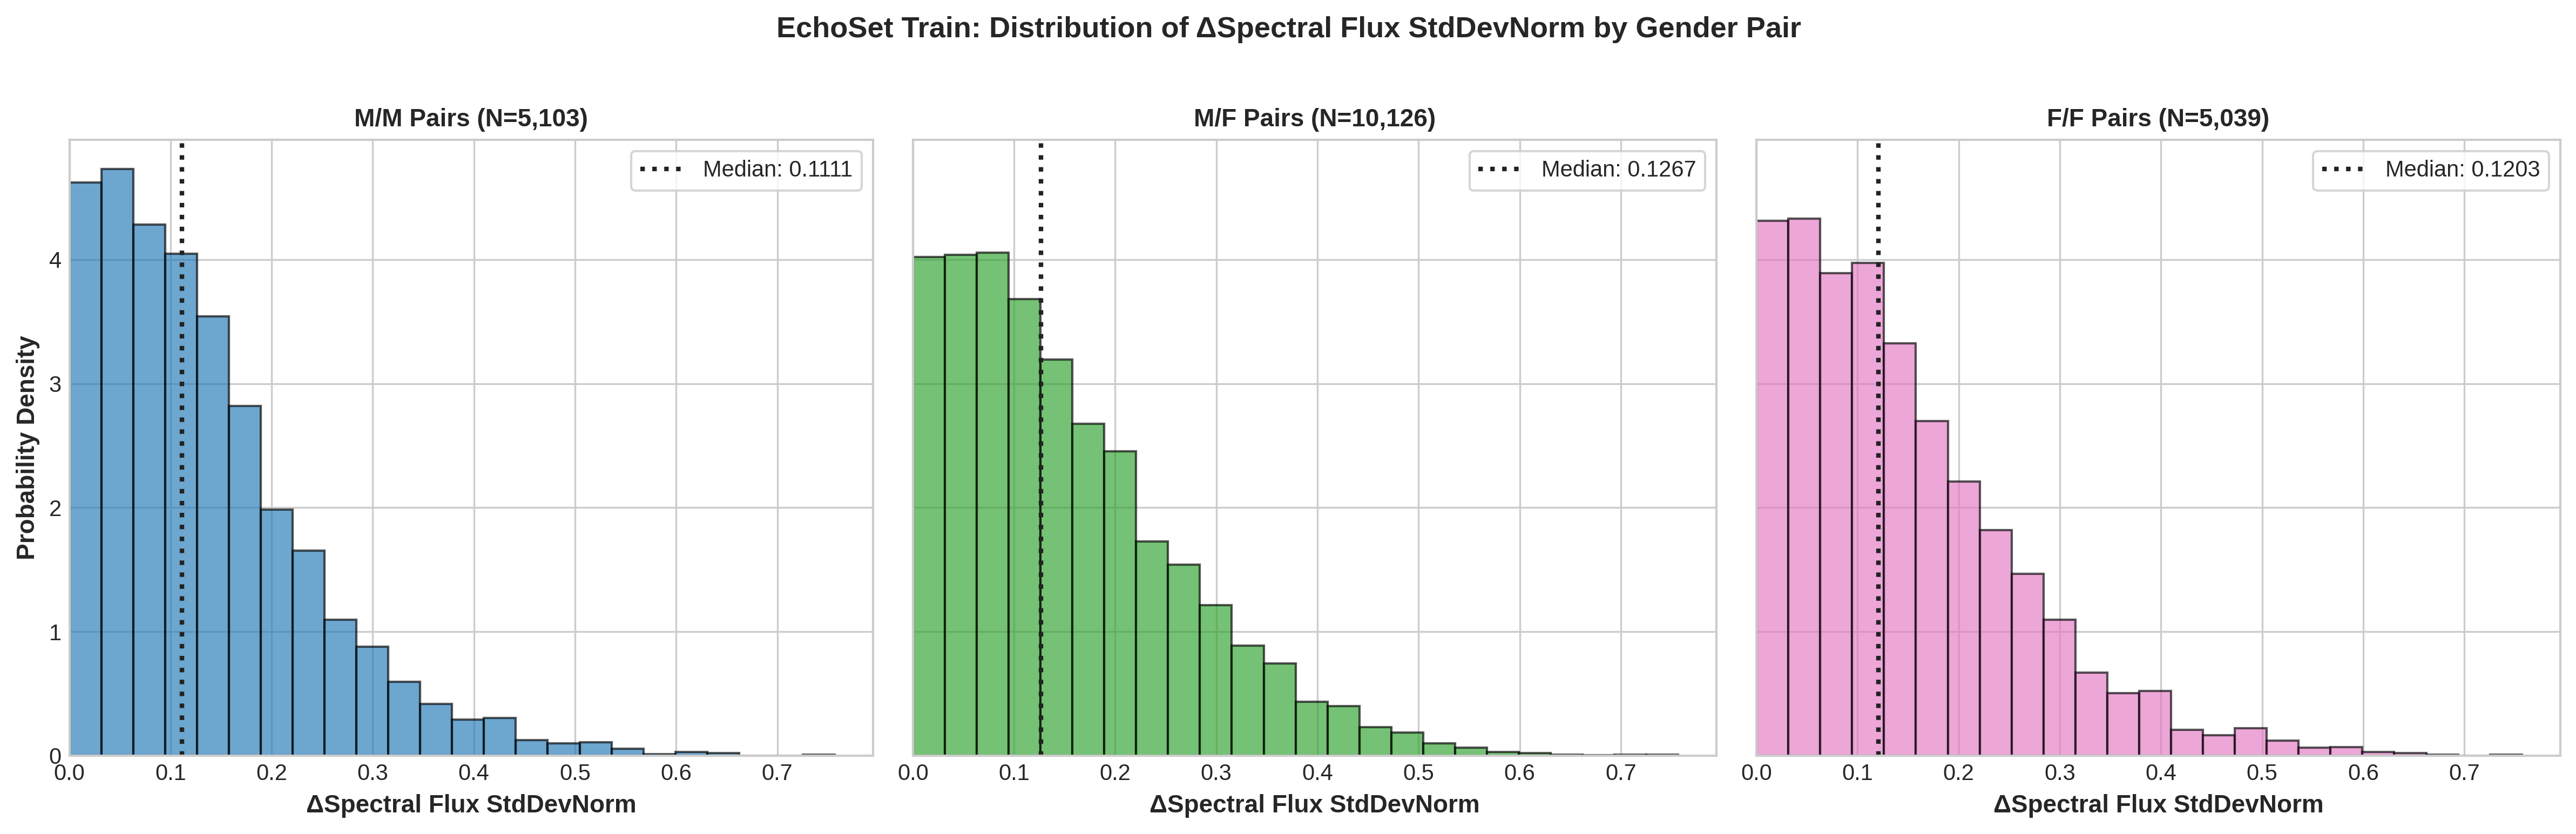 EchoSet Train: Distribution of ΔSpectral Flux StdDevNorm by Gender Pair
M/M Pairs (N=5,103)
Median: 0.1111
Probability Density
4
3
2
1
0
0.0 0.1 0.2 0.3 0.4 0.5 0.6 0.7
ΔSpectral Flux StdDevNorm
M/F Pairs (N=10,126)
Median: 0.1267
0.0 0.1 0.2 0.3 0.4 0.5 0.6 0.7
ΔSpectral Flux StdDevNorm
F/F Pairs (N=5,039)
Median: 0.1203
0.0 0.1 0.2 0.3 0.4 0.5 0.6 0.7
ΔSpectral Flux StdDevNorm